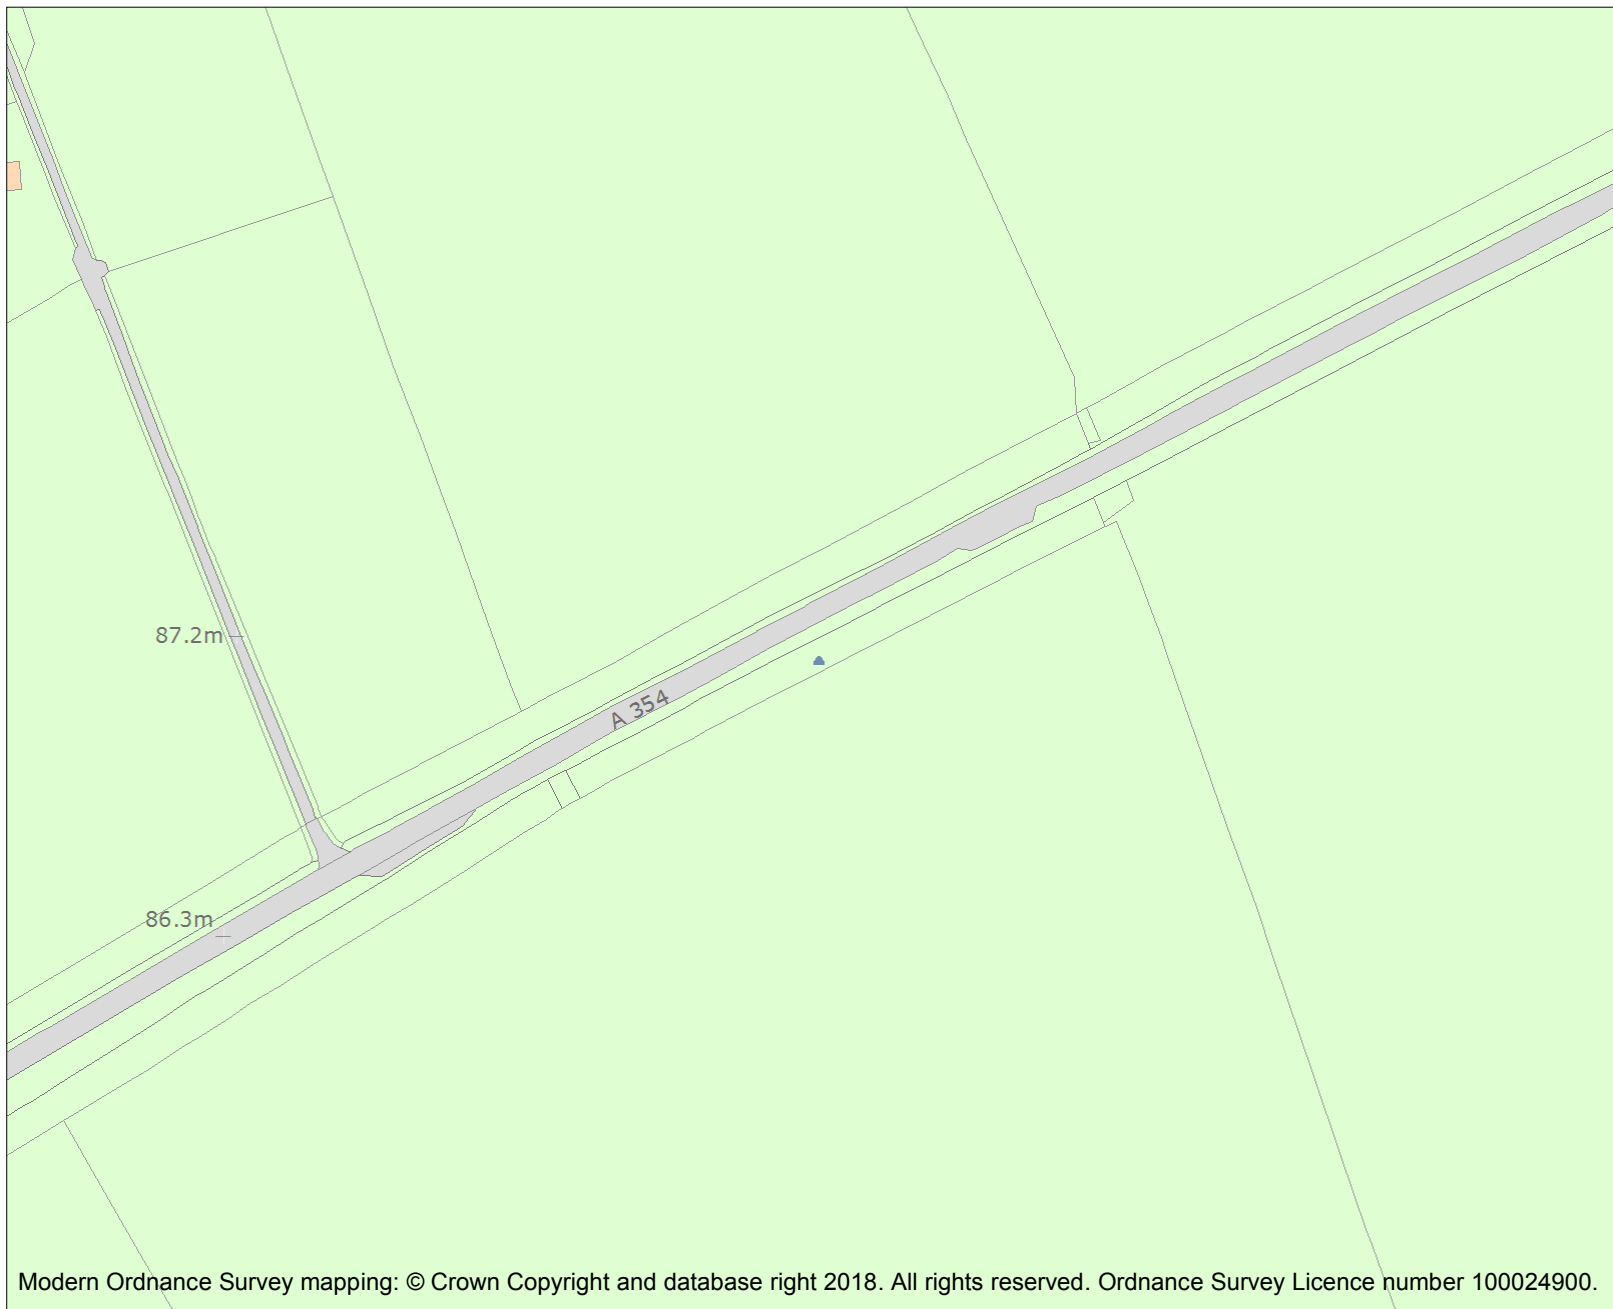 87.2m
A 354
86.3m
Modern Ordnance Survey mapping: © Crown Copyright and database right 2018. All rights reserved. Ordnance Survey Licence number 100024900.